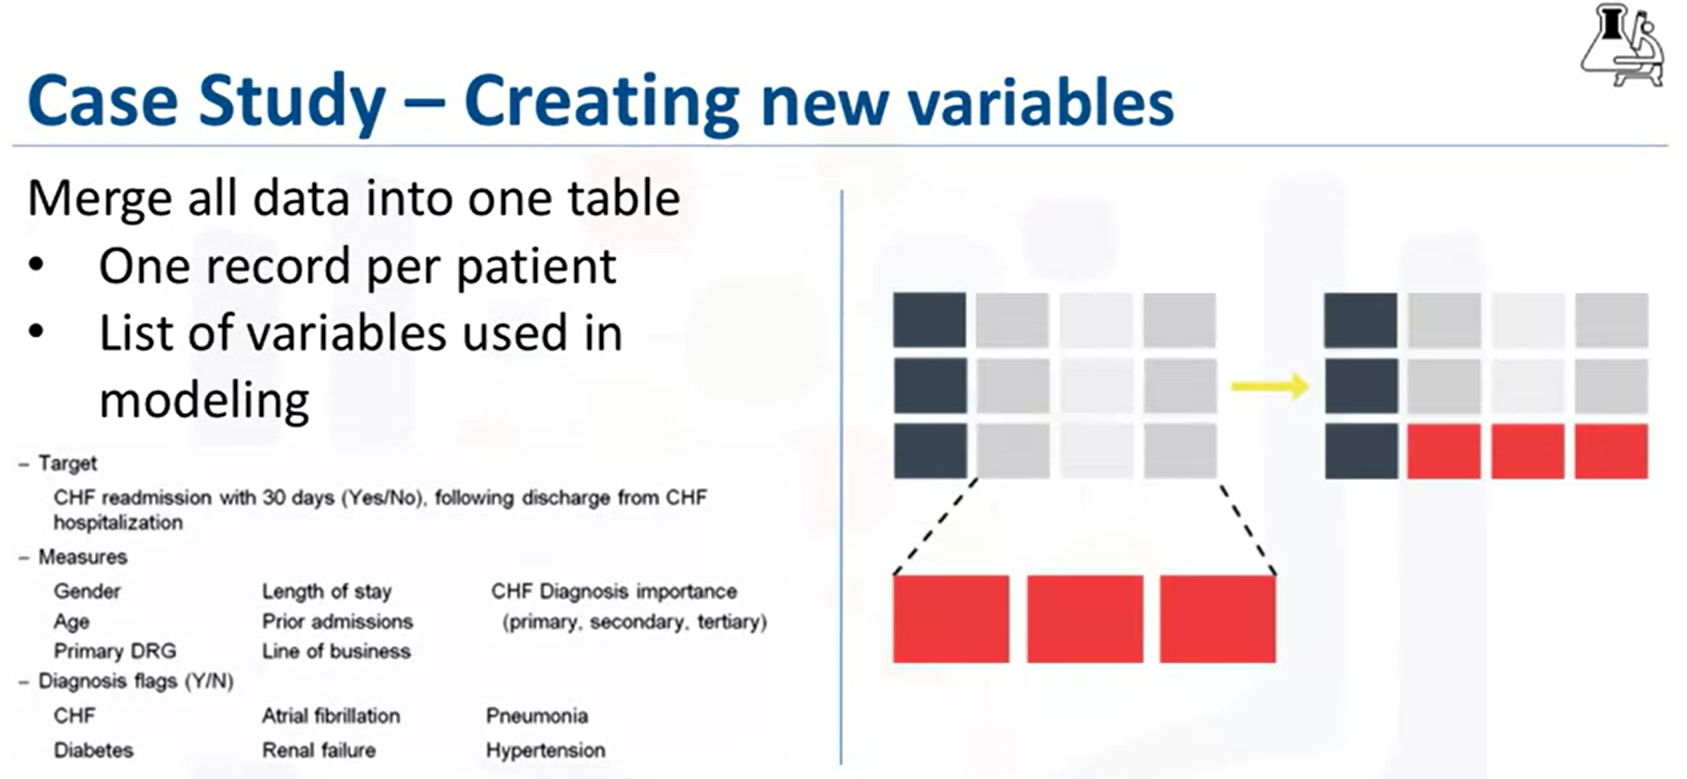 Case Study – Creating new variables
Merge all data into one table
• One record per patient
• List of variables used in
modeling
– Target
CHF readmission with 30 days (Yes/No), following discharge from CHF
hospitalization
– Measures
Gender Length of stay CHF Diagnosis importance
Age Prior admissions (primary, secondary, tertiary)
Primary DRG Line of business
– Diagnosis flags (Y/N)
CHF Atrial fibrillation Pneumonia
Diabetes Renal failure Hypertension